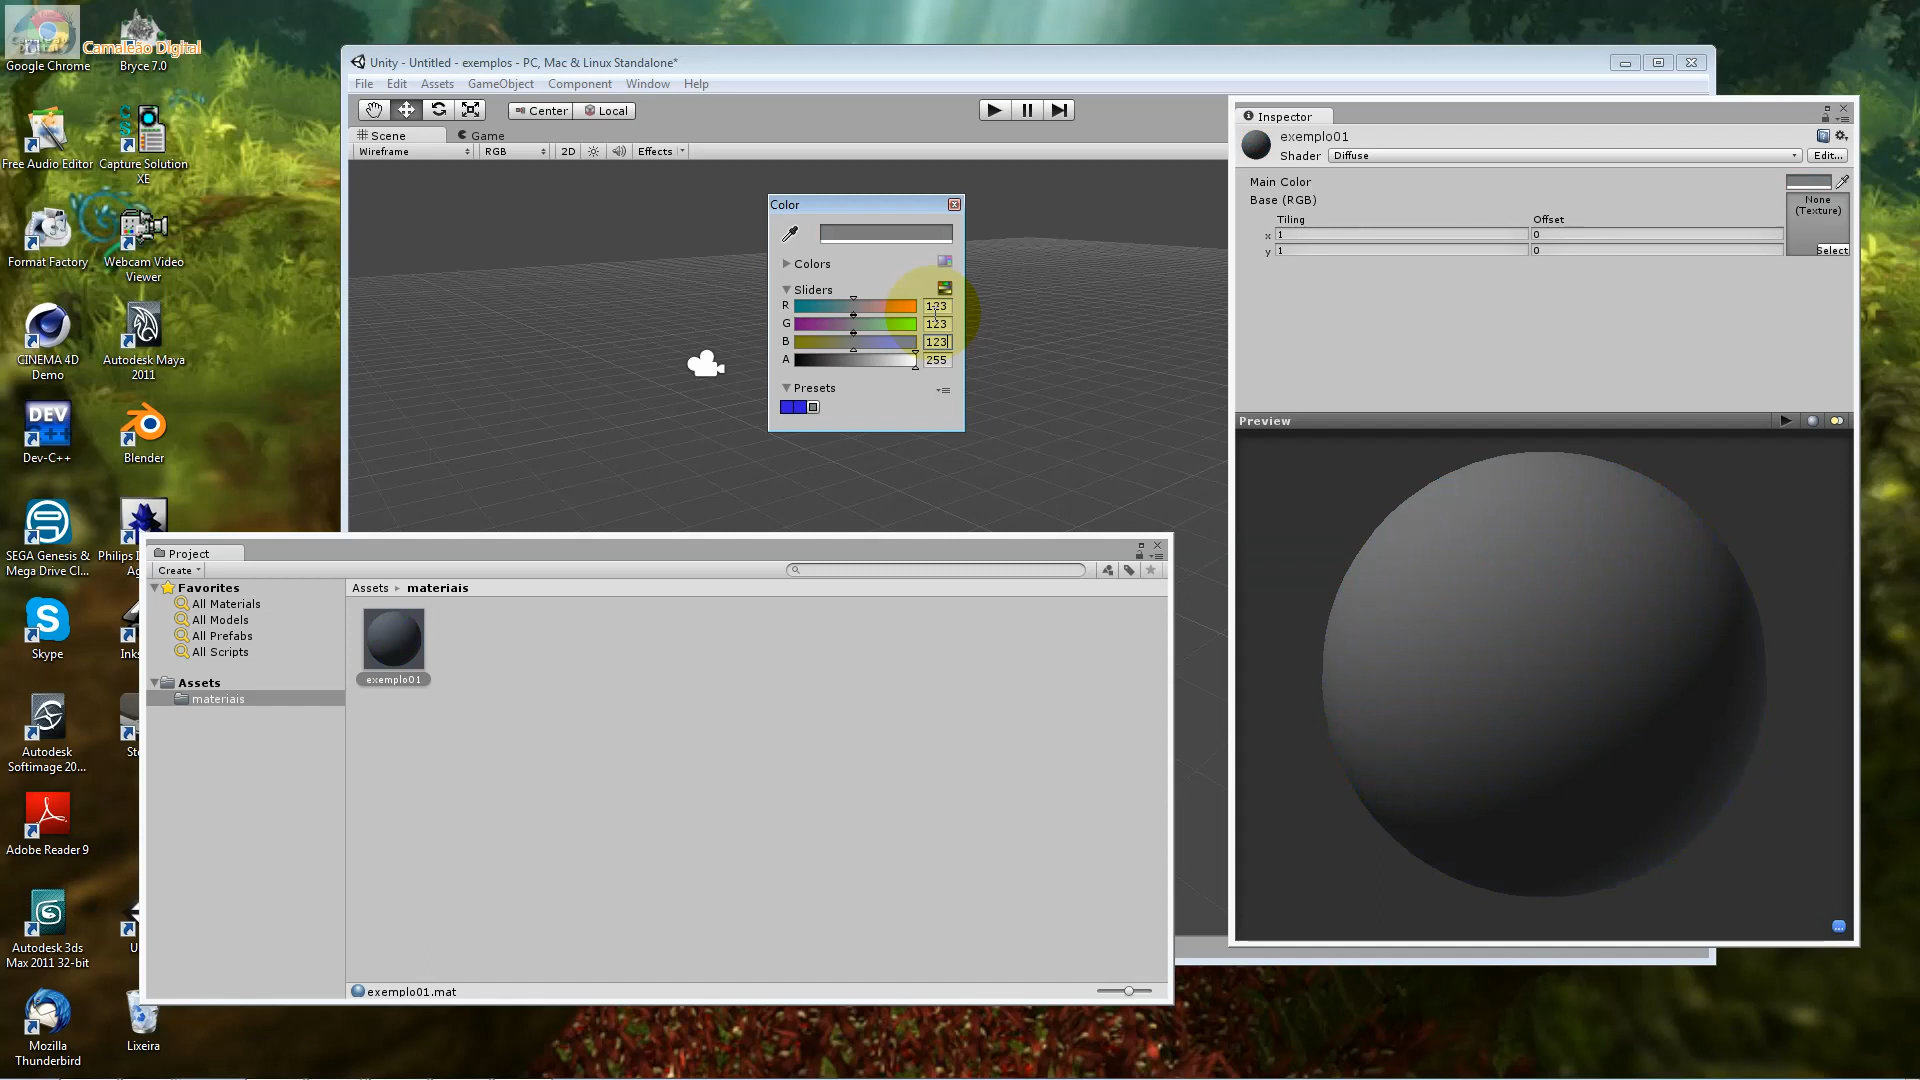 Camaleão Digital
Google Chrome
Bryce 7.0
Free Audio Editor
Capture Solution
XE
Format Factory
Webcam Video
Viewer
CINEMA 4D
Demo
Autodesk Maya
2011
Dev-C++
Blender
SEGA Genesis &
Mega Drive Cl...
Skype
Autodesk
Softimage 20...
Adobe Reader 9
Autodesk 3ds
Max 2011 32-bit
Mozilla
Thunderbird
Lixeira
Unity - Untitled - exemplos - PC, Mac & Linux Standalone*
File Edit Assets GameObject Component Window Help
Center Local
Scene Game
Wireframe RGB 2D Effects
Color
Colors
Sliders
R 123
G 123
B 123
A 255
Presets
Inspector
exemplo01
Shader Diffuse Edit...
Main Color
Base (RGB)
None
(Texture)
Tiling Offset
x 1 0
y 1 0
Select
Preview
Project
Create
Favorites
All Materials
All Models
All Prefabs
All Scripts
Assets
materiais
Assets materiais
exemplo01
exemplo01.mat